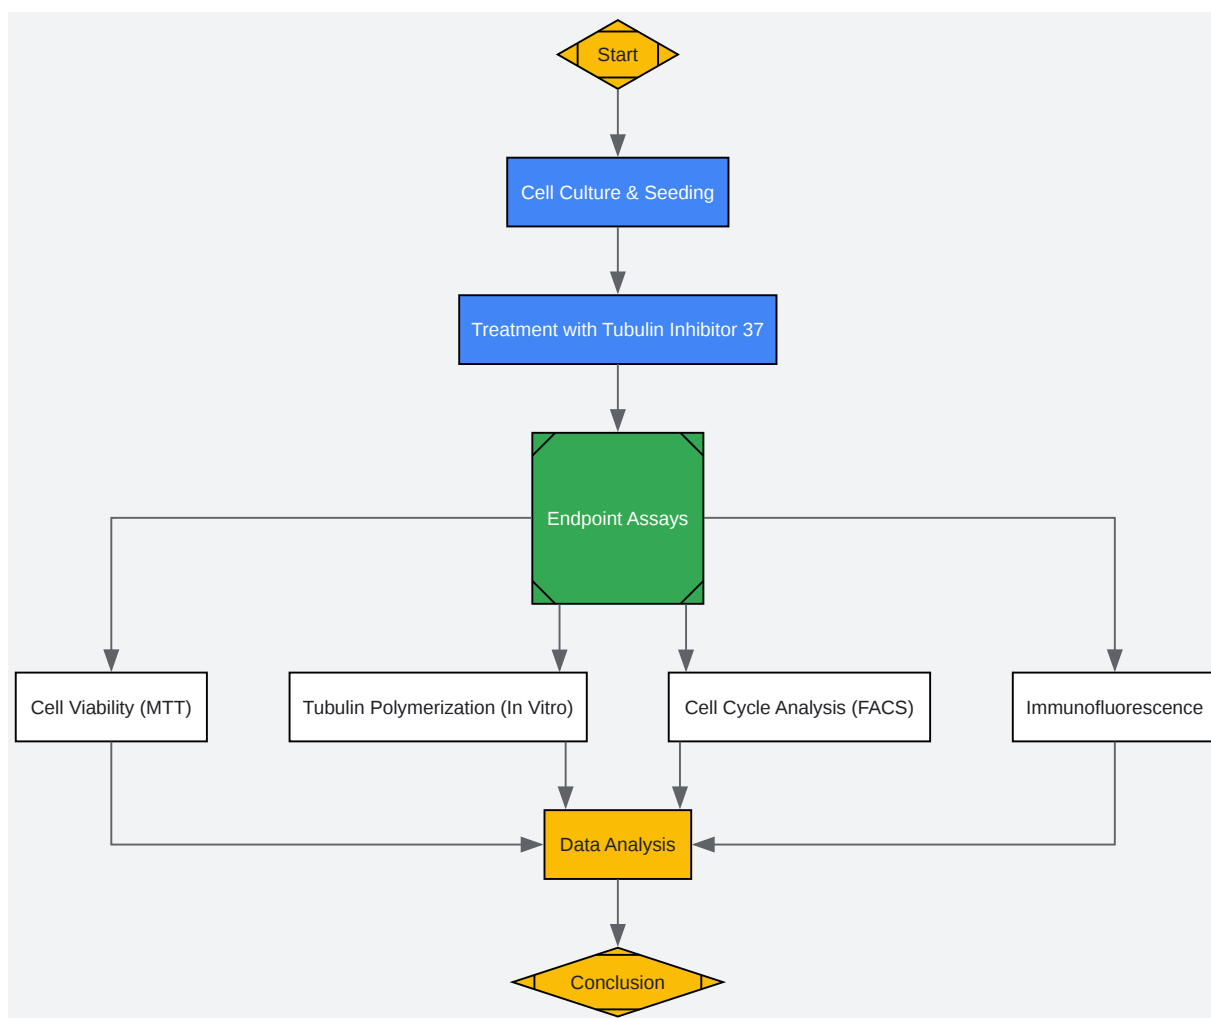 Start
Cell Culture & Seeding
Treatment with Tubulin Inhibitor 37
Endpoint Assays
Cell Viability (MTT)
Tubulin Polymerization (In Vitro)
Cell Cycle Analysis (FACS)
Immunofluorescence
Data Analysis
Conclusion